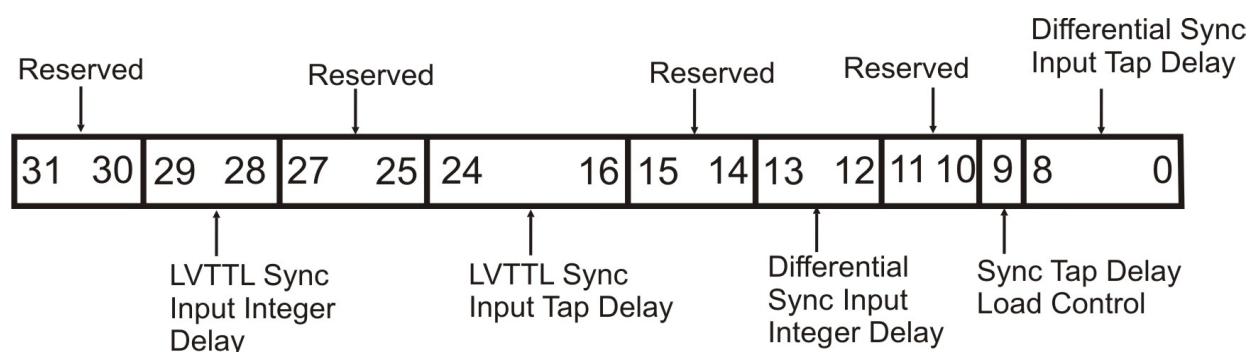 Differential Sync
Input Tap Delay
Reserved
Reserved
Reserved
Reserved
31 30 29 28 27 25 24 16 15 14 13 12 11 10 9 8 0
LVTTL Sync
Input Integer
Delay
LVTTL Sync
Input Tap Delay
Differential
Sync Input
Integer Delay
Sync Tap Delay
Load Control